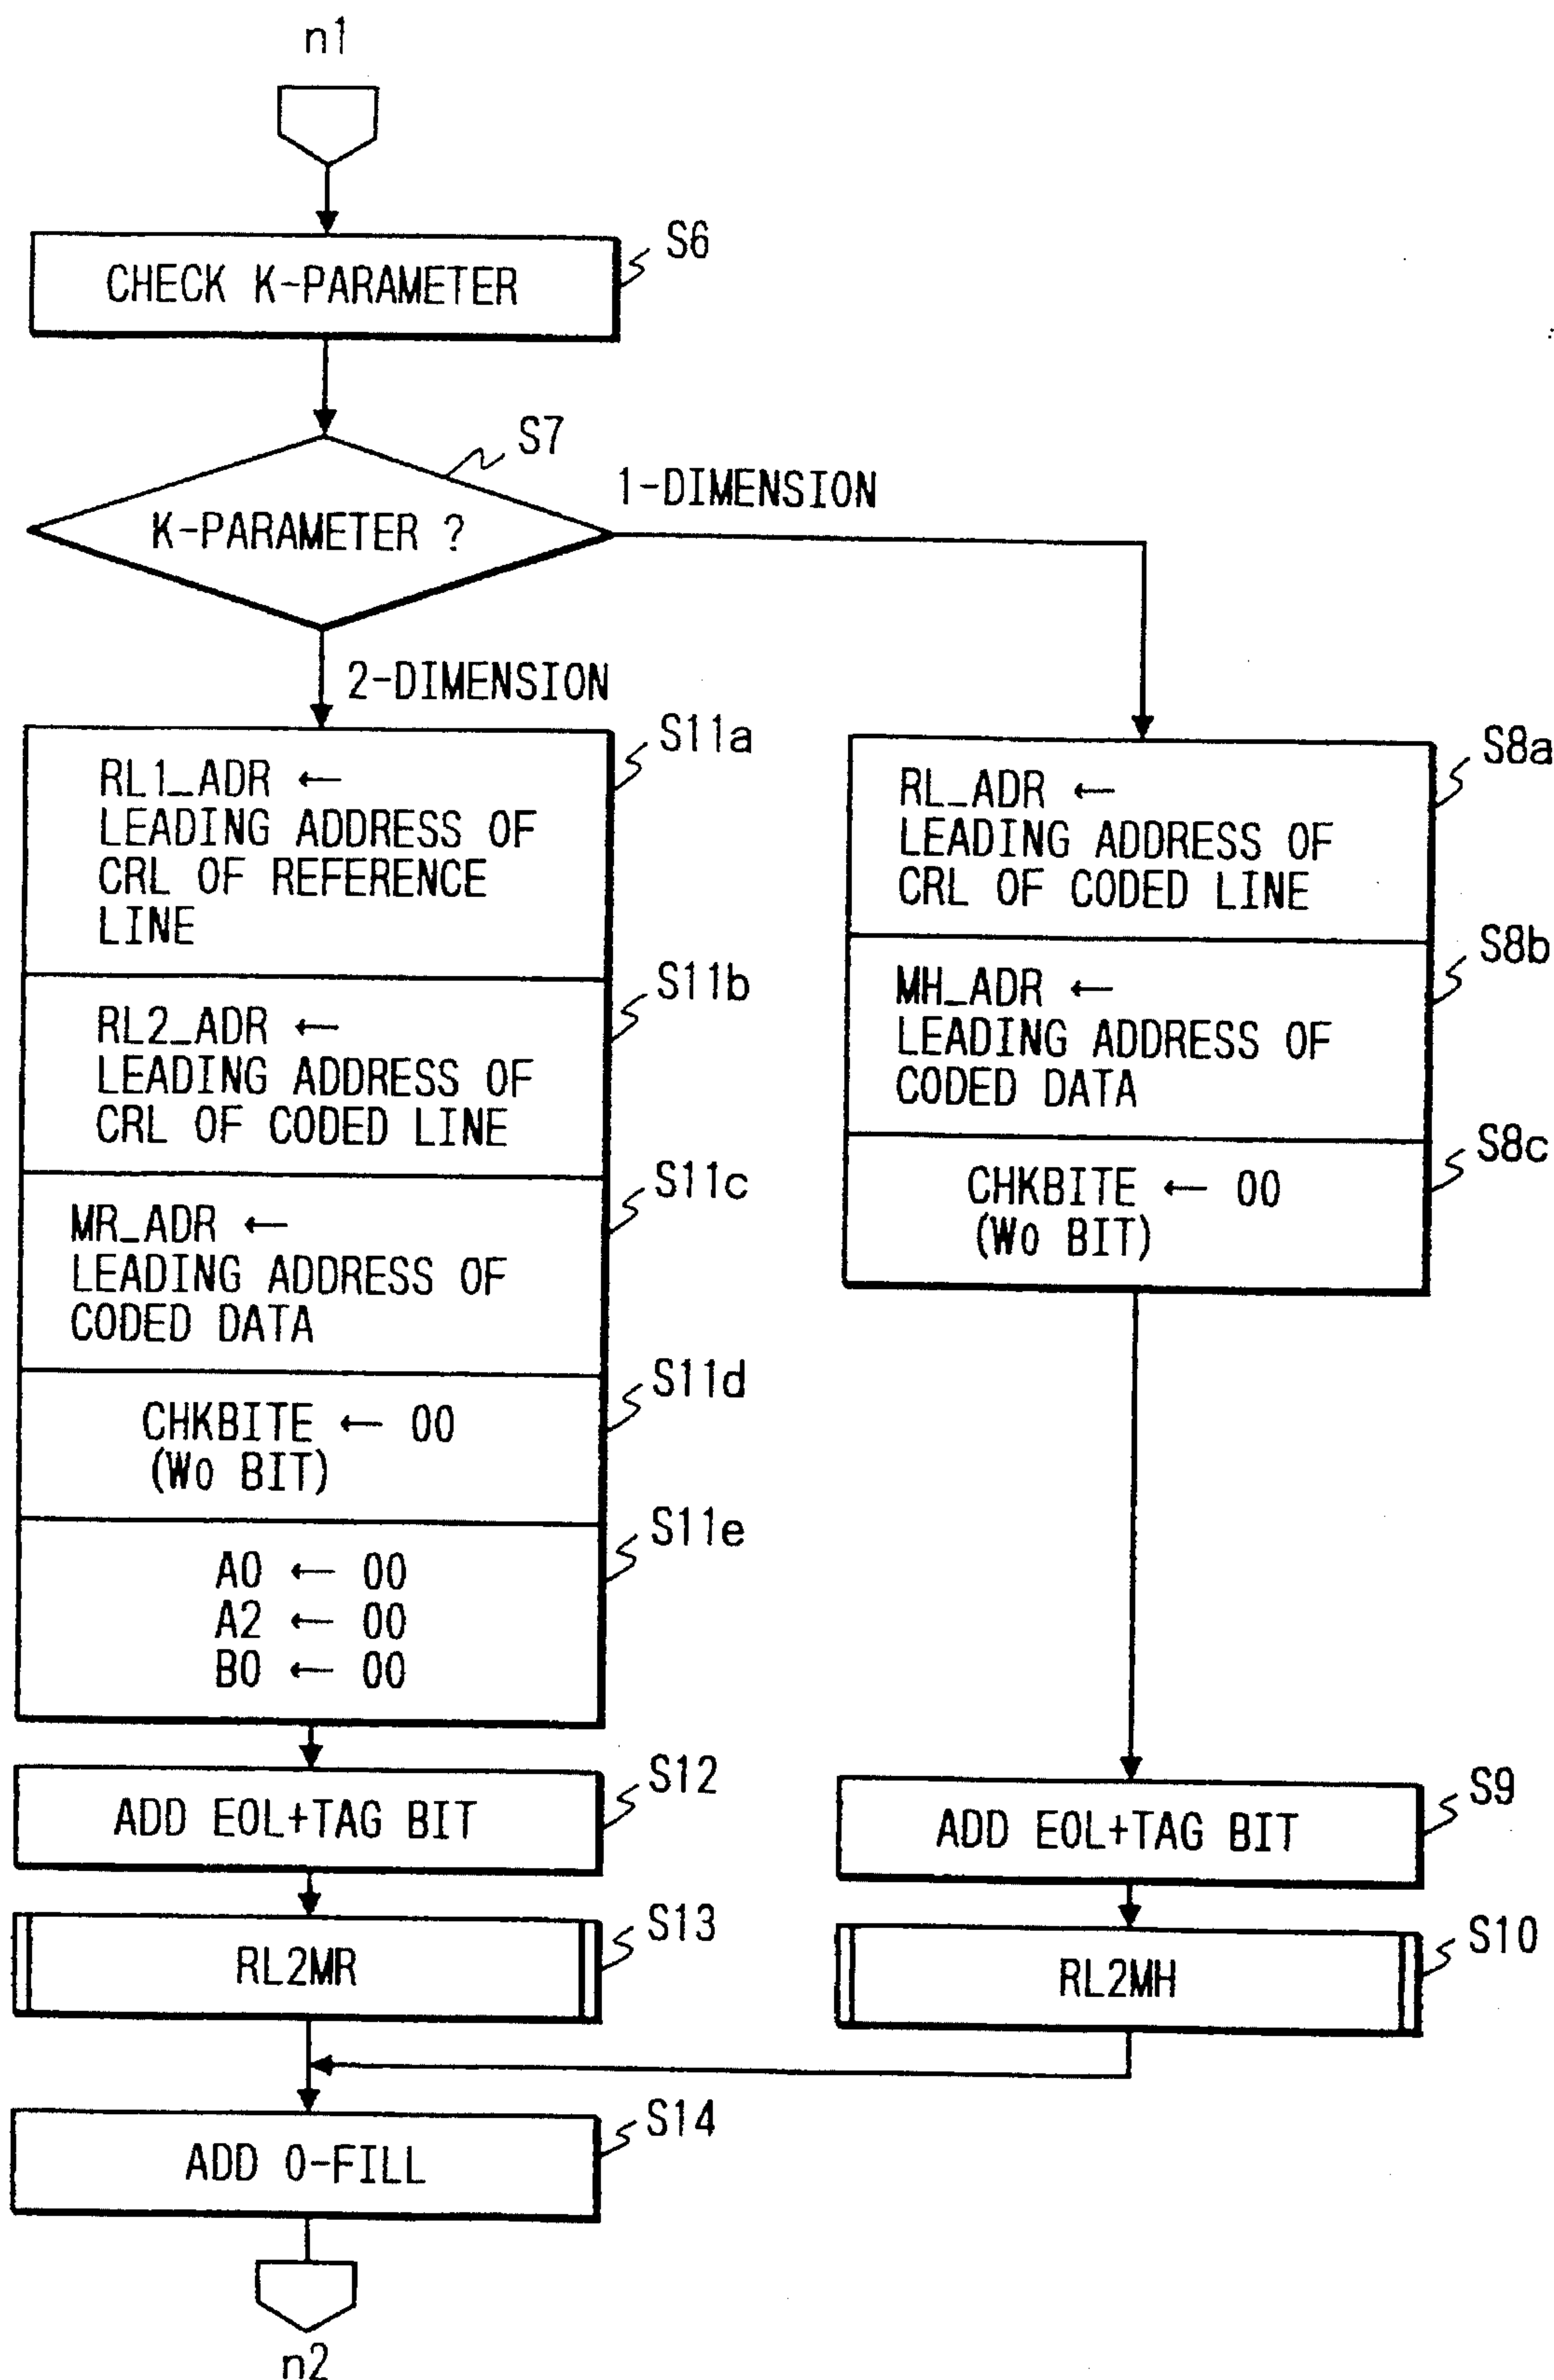 n1
S6
CHECK K-PARAMETER
S7
K-PARAMETER ?
1-DIMENSION
2-DIMENSION
S11a
RL1_ADR ←
LEADING ADDRESS OF
CRL OF REFERENCE
LINE
S11b
RL2_ADR ←
LEADING ADDRESS OF
CRL OF CODED LINE
S11c
MR_ADR ←
LEADING ADDRESS OF
CODED DATA
S11d
CHKBITE ← 00
(W0 BIT)
S11e
A0 ← 00
A2 ← 00
B0 ← 00
S12
ADD EOL+TAG BIT
S13
RL2MR
S8a
RL_ADR ←
LEADING ADDRESS OF
CRL OF CODED LINE
S8b
MH_ADR ←
LEADING ADDRESS OF
CODED DATA
S8c
CHKBITE ← 00
(W0 BIT)
S9
ADD EOL+TAG BIT
S10
RL2MH
S14
ADD 0-FILL
n2